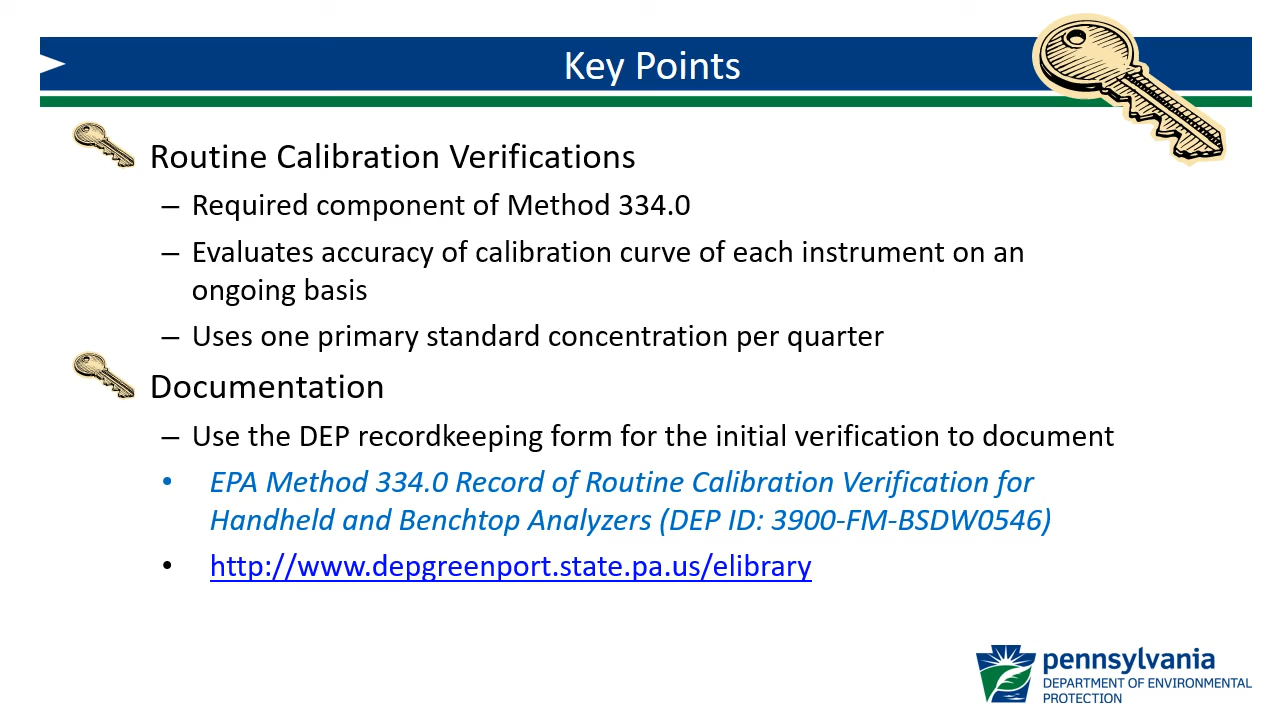 Key Points
Routine Calibration Verifications
– Required component of Method 334.0
– Evaluates accuracy of calibration curve of each instrument on an
ongoing basis
– Uses one primary standard concentration per quarter
Documentation
– Use the DEP recordkeeping form for the initial verification to document
• EPA Method 334.0 Record of Routine Calibration Verification for
Handheld and Benchtop Analyzers (DEP ID: 3900-FM-BSDW0546)
• http://www.depgreenport.state.pa.us/elibrary
pennsylvania
DEPARTMENT OF ENVIRONMENTAL
PROTECTION